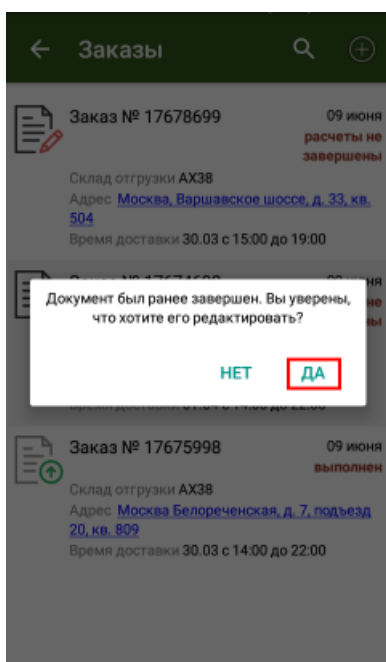 Заказы
Заказ № 17678699
09 июня
расчеты не
завершены
Склад отгрузки АХ38
Адрес Москва, Варшавское шоссе, д. 33, кв.
504
Время доставки 30.03 с 15:00 до 19:00
Документ был ранее завершен. Вы уверены,
что хотите его редактировать?
НЕТ
ДА
Заказ № 17675998
09 июня
выполнен
Склад отгрузки АХ38
Адрес Москва Белореченская, д. 7, подъезд
20, кв. 809
Время доставки 30.03 с 14:00 до 22:00